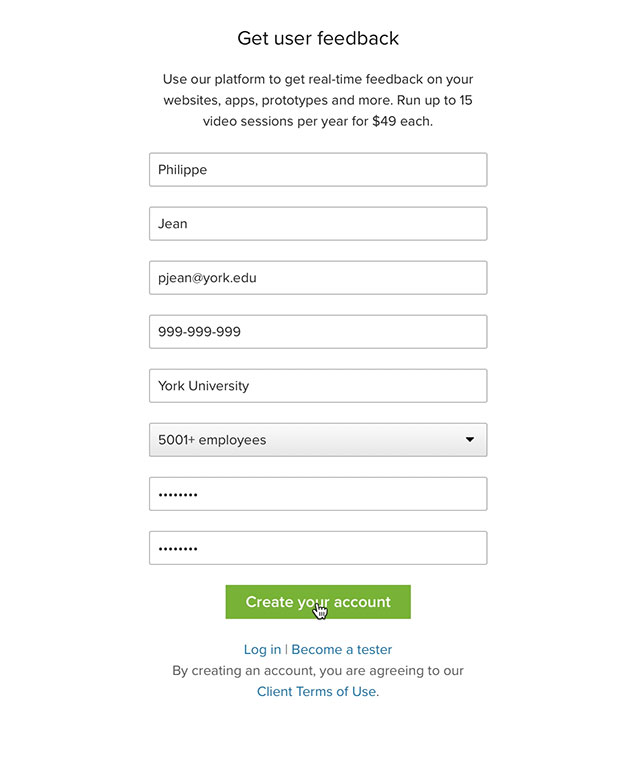 Get user feedback
Use our platform to get real-time feedback on your
websites, apps, prototypes and more. Run up to 15
video sessions per year for $49 each.
Philippe
Jean
pjean@york.edu
999-999-999
York University
5001+ employees
••••••••
••••••••
Create your account
Log in | Become a tester
By creating an account, you are agreeing to our
Client Terms of Use.